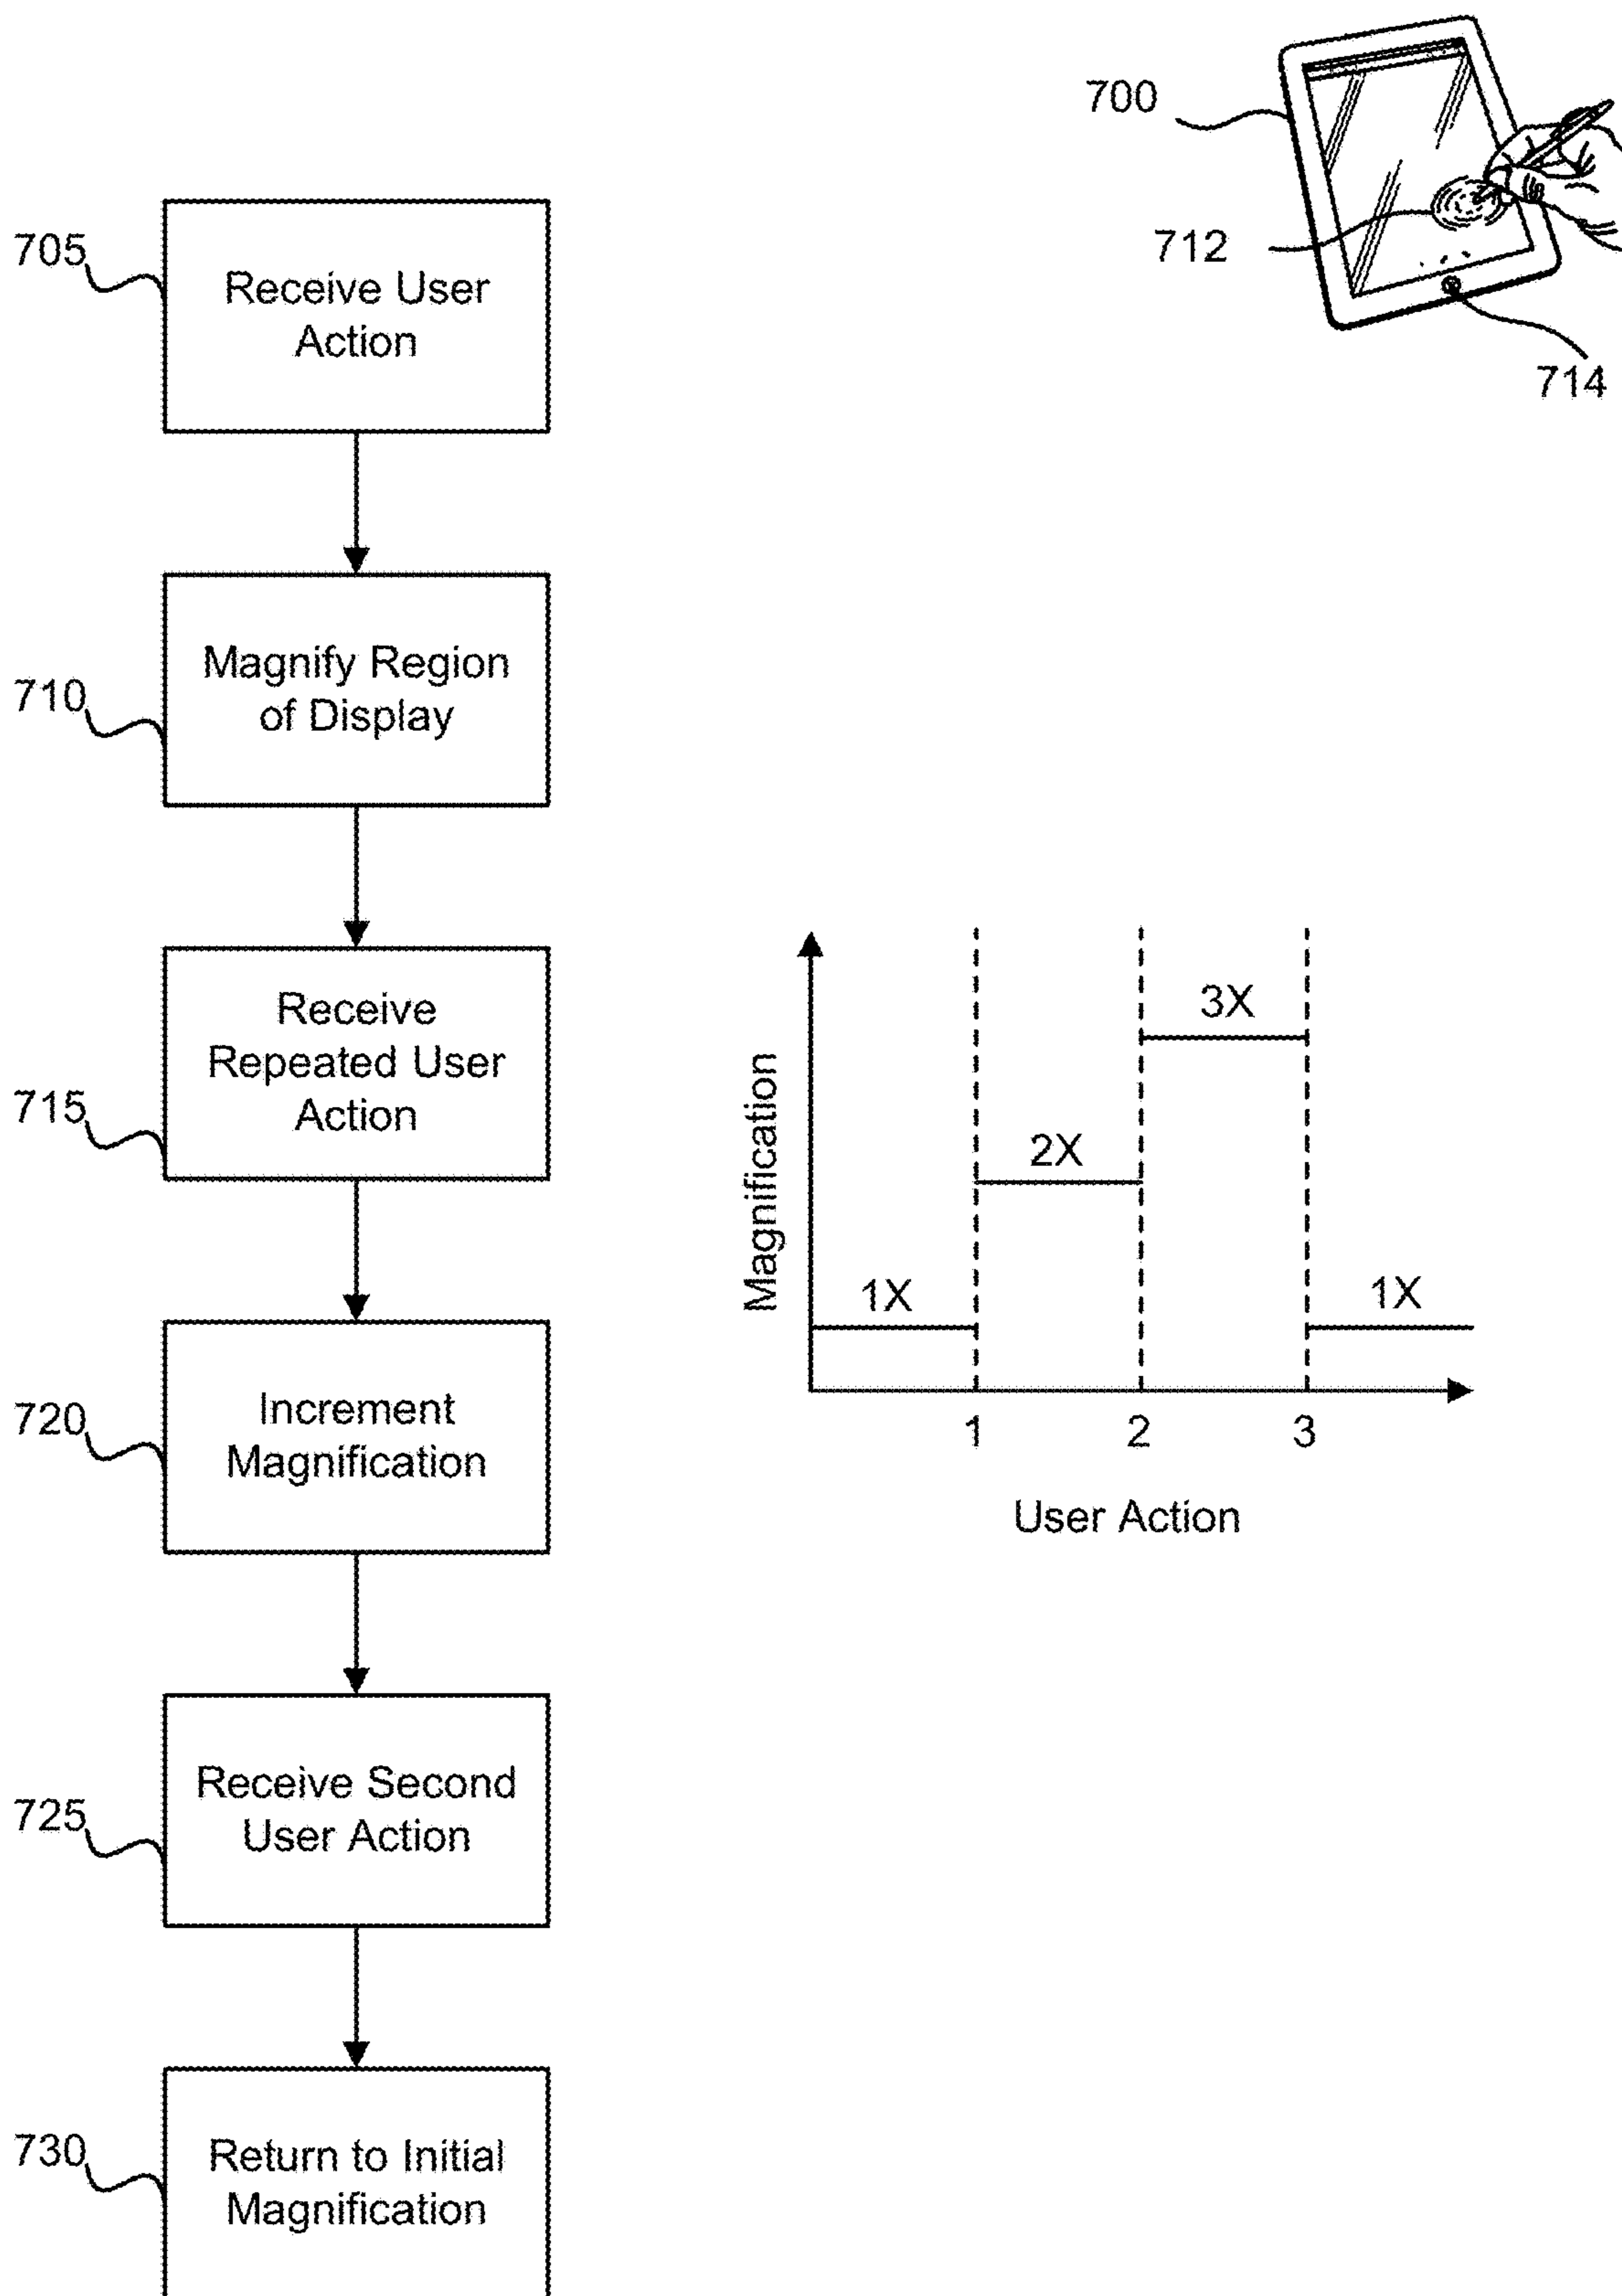 700
712
714
705
Receive User
Action
710
Magnify Region
of Display
715
Receive
Repeated User
Action
720
Increment
Magnification
725
Receive Second
User Action
730
Return to Initial
Magnification
Magnification
3X
2X
1X
1X
1
2
3
User Action